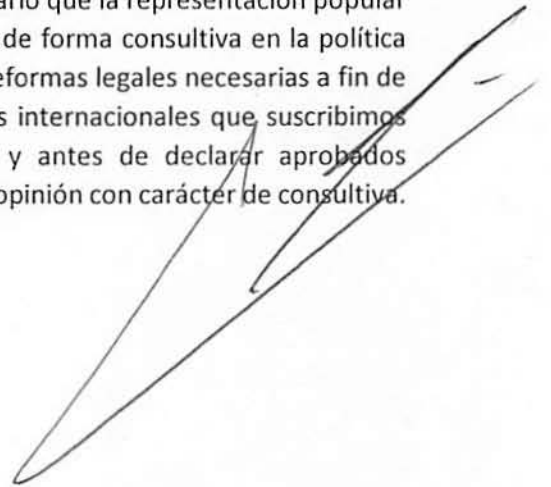 que la representación popular
de forma consultiva en la política
reformas legales necesarias a fin de
internacionales que suscribimos
y antes de declarar aprobados
opinión con carácter de consultiva.